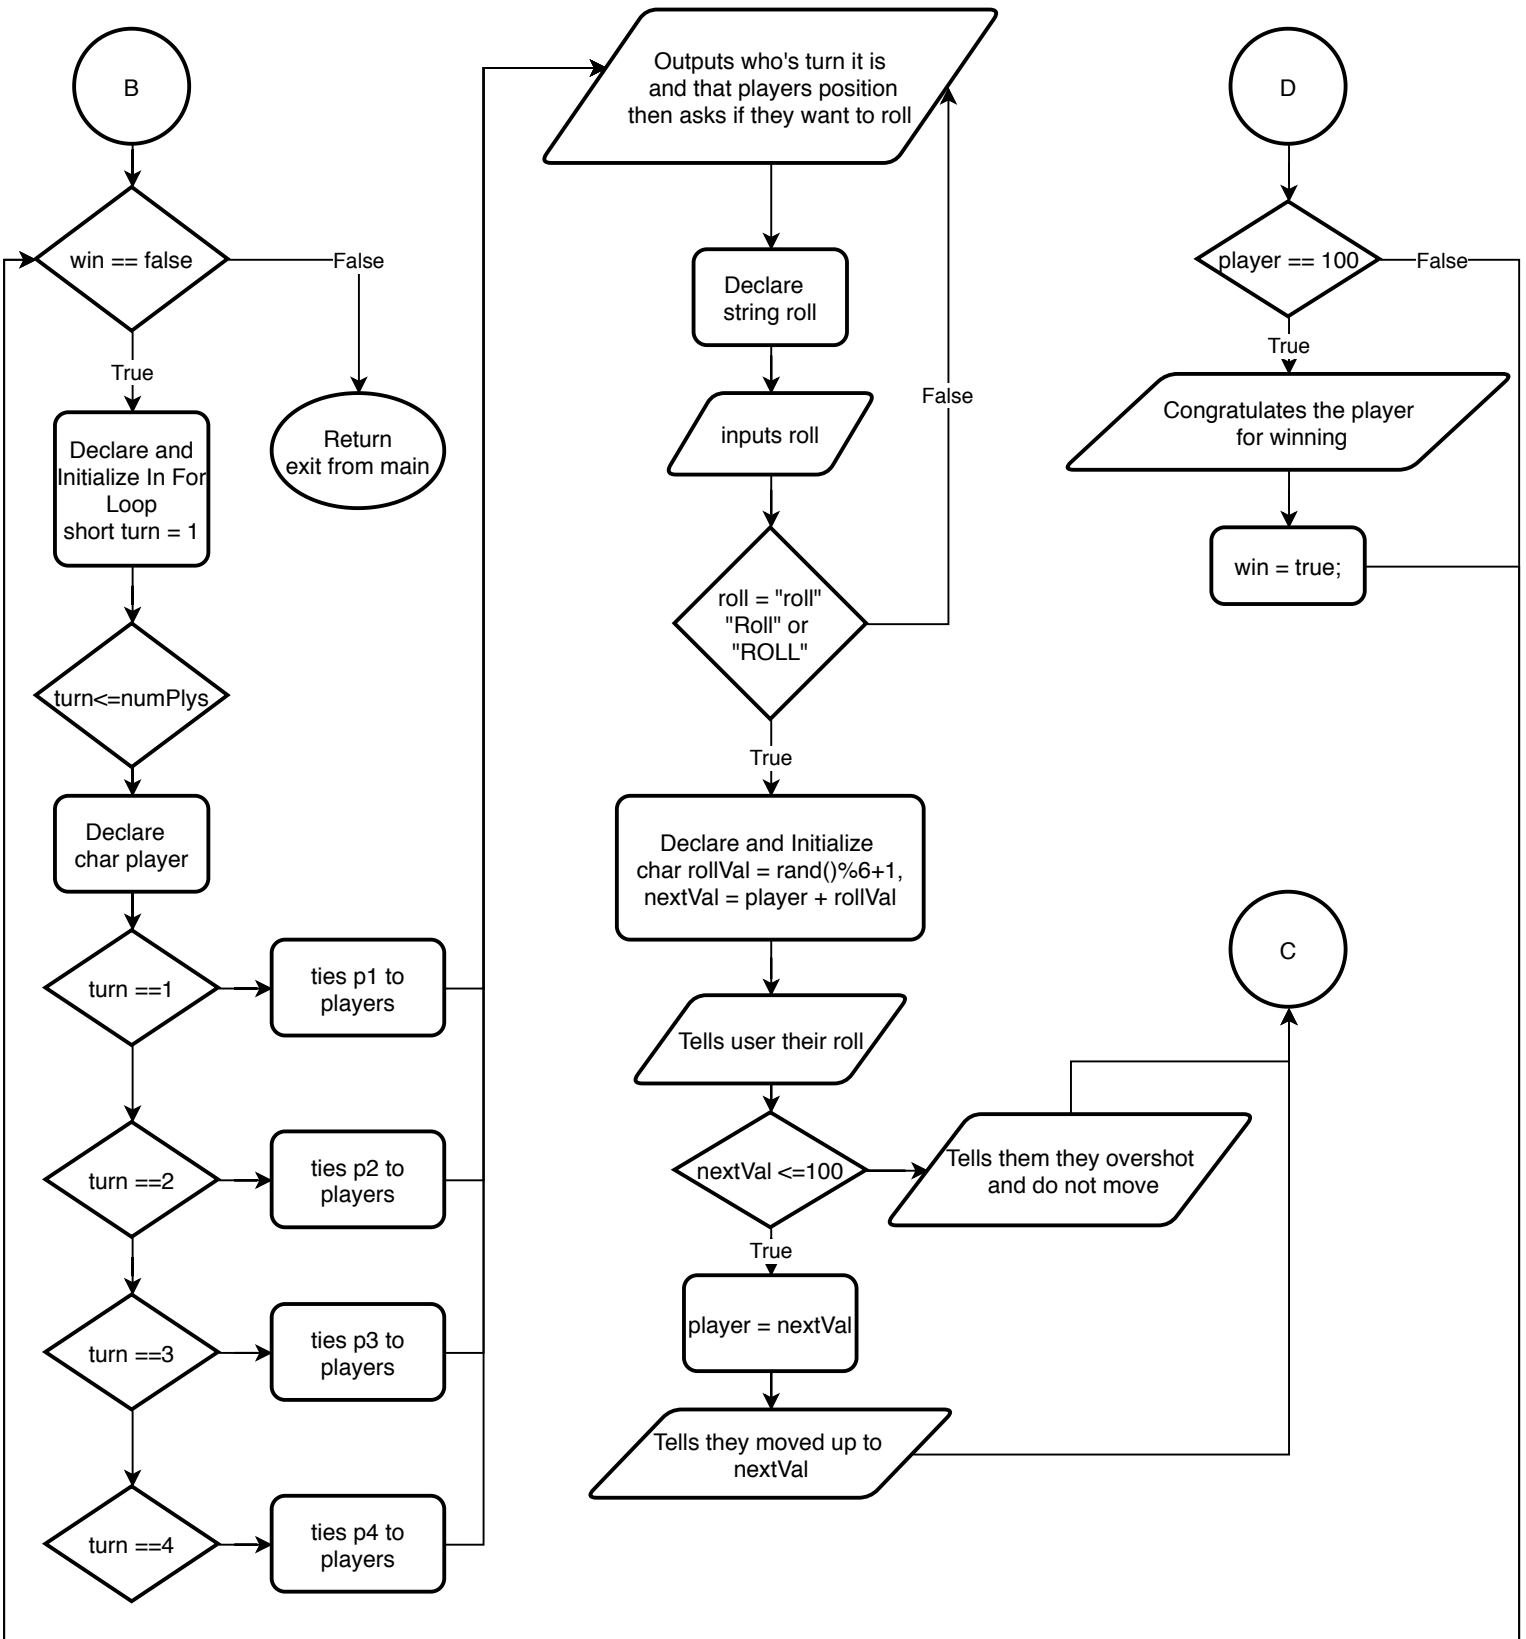 B
win == false
False
True
Return
exit from main
Declare and
Initialize In For
Loop
short turn = 1
turn<=numPlys
Declare
char player
turn ==1
ties p1 to
players
turn ==2
ties p2 to
players
turn ==3
ties p3 to
players
turn ==4
ties p4 to
players
Outputs who's turn it is
and that players position
then asks if they want to roll
Declare
string roll
inputs roll
False
roll = "roll"
"Roll" or
"ROLL"
True
Declare and Initialize
char rollVal = rand()%6+1,
nextVal = player + rollVal
Tells user their roll
nextVal <=100
Tells them they overshot
and do not move
True
player = nextVal
Tells they moved up to
nextVal
D
player == 100
False
True
Congratulates the player
for winning
win = true;
C